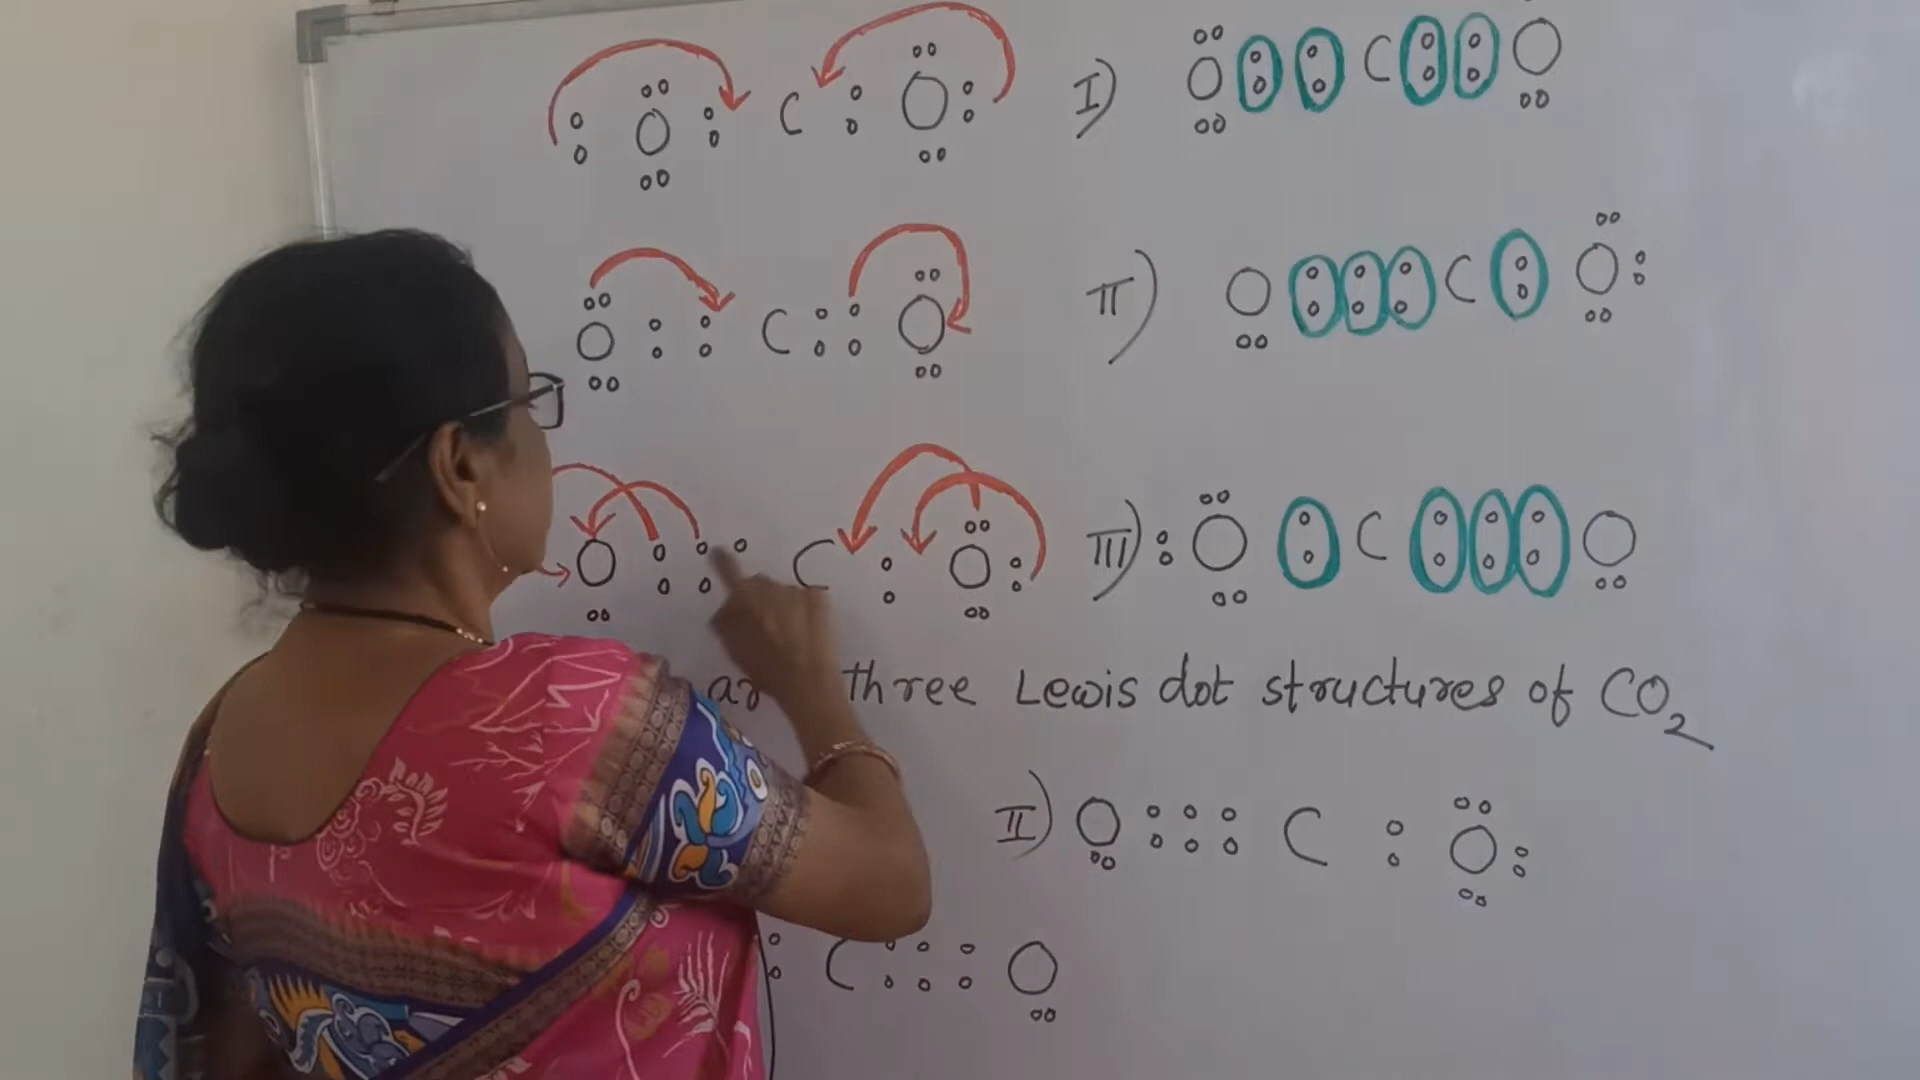 O C O I) O C O
O C O II) O C O
O C O III) O C O
three Lewis dot structures of CO₂
II) O C O
C O